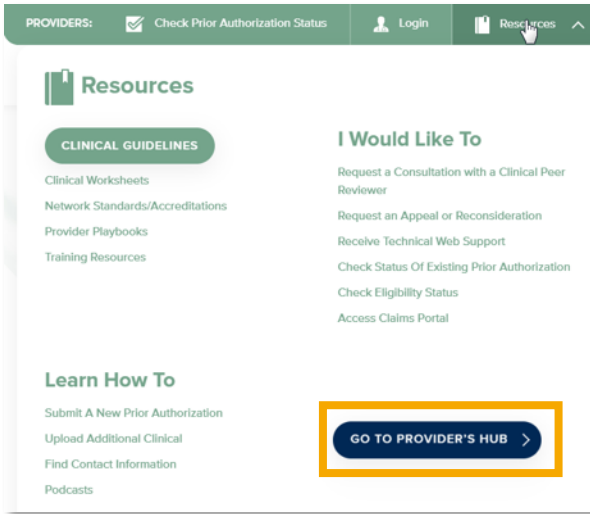 PROVIDERS:
Check Prior Authorization Status
Login
Resources
Resources
CLINICAL GUIDELINES
Clinical Worksheets
Network Standards/Accreditations
Provider Playbooks
Training Resources
I Would Like To
Request a Consultation with a Clinical Peer
Reviewer
Request an Appeal or Reconsideration
Receive Technical Web Support
Check Status Of Existing Prior Authorization
Check Eligibility Status
Access Claims Portal
Learn How To
Submit A New Prior Authorization
Upload Additional Clinical
Find Contact Information
Podcasts
GO TO PROVIDER'S HUB